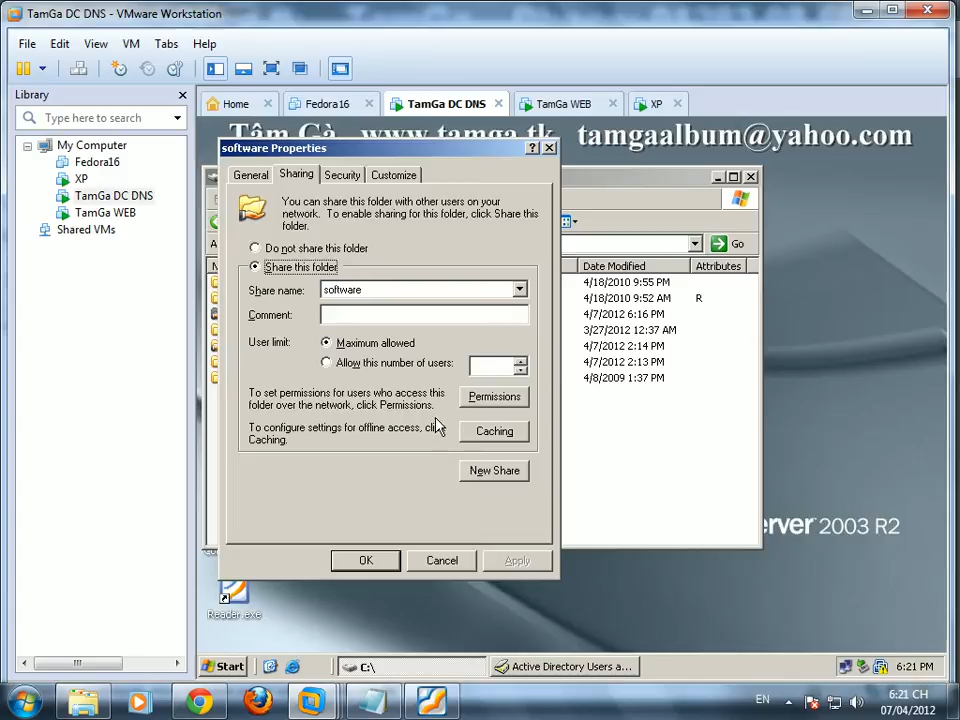 TamGa DC DNS - VMware Workstation
File Edit View VM Tabs Help
Library
Type here to search
My Computer
Fedora16
XP
TamGa DC DNS
TamGa WEB
Shared VMs
Home
Fedora16
TamGa DC DNS
TamGa WEB
XP
Tâm Gà www.tamga.tk tamgaalbum@yahoo.com
software Properties
General Sharing Security Customize
You can share this folder with other users on your
network. To enable sharing for this folder, click Share this
folder.
Do not share this folder
Share this folder
Share name: software
Comment:
User limit: Maximum allowed
Allow this number of users:
To set permissions for users who access this
folder over the network, click Permissions.
Permissions
To configure settings for offline access, click
Caching.
Caching
New Share
OK Cancel Apply
Go
Date Modified Attributes
4/18/2010 9:55 PM
4/18/2010 9:52 AM R
4/7/2012 6:16 PM
3/27/2012 12:37 AM
4/7/2012 2:14 PM
4/7/2012 2:13 PM
4/8/2009 1:37 PM
erver 2003 R2
Reader.exe
Start
C:\
Active Directory Users a...
6:21 PM
EN
6:21 CH
07/04/2012